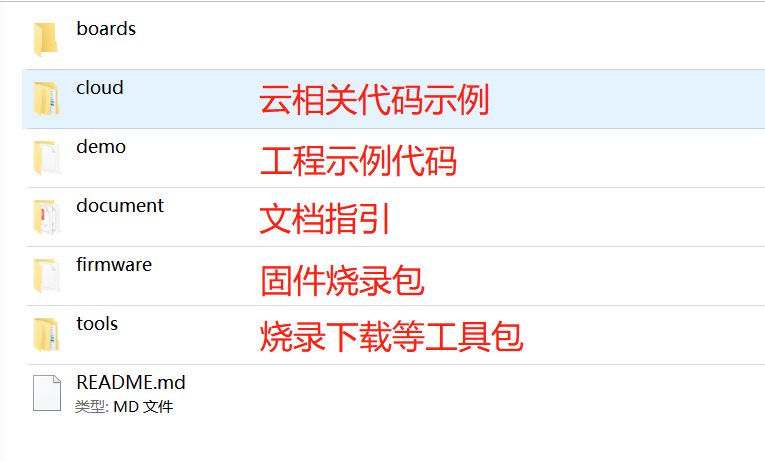 boards
cloud 云相关代码示例
demo 工程示例代码
document 文档指引
firmware 固件烧录包
tools 烧录下载等工具包
README.md
类型: MD 文件